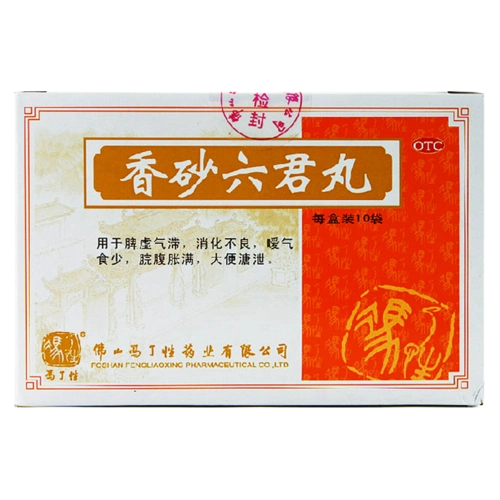 检
封
OTC
香砂六君丸
每盒装10袋
用于脾虚气滞，消化不良，嗳气
食少，脘腹胀满，大便溏泄。
冯了性
佛山冯了性药业有限公司
FOSHAN FENGLIAOXING PHARMACEUTICAL CO.,LTD